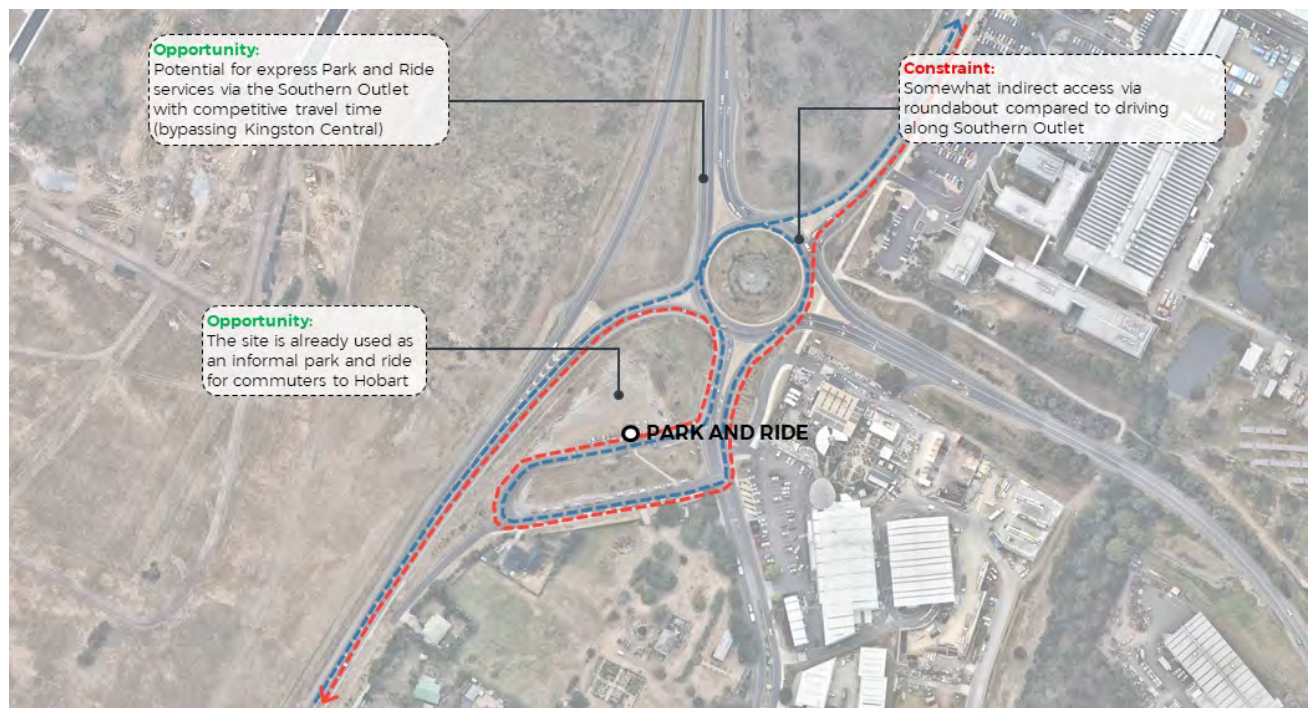 Opportunity:
Potential for express Park and Ride
services via the Southern Outlet
with competitive travel time
(bypassing Kingston Central)
Constraint:
Somewhat indirect access via
roundabout compared to driving
along Southern Outlet
Opportunity:
The site is already used as
an informal park and ride
for commuters to Hobart
PARK AND RIDE